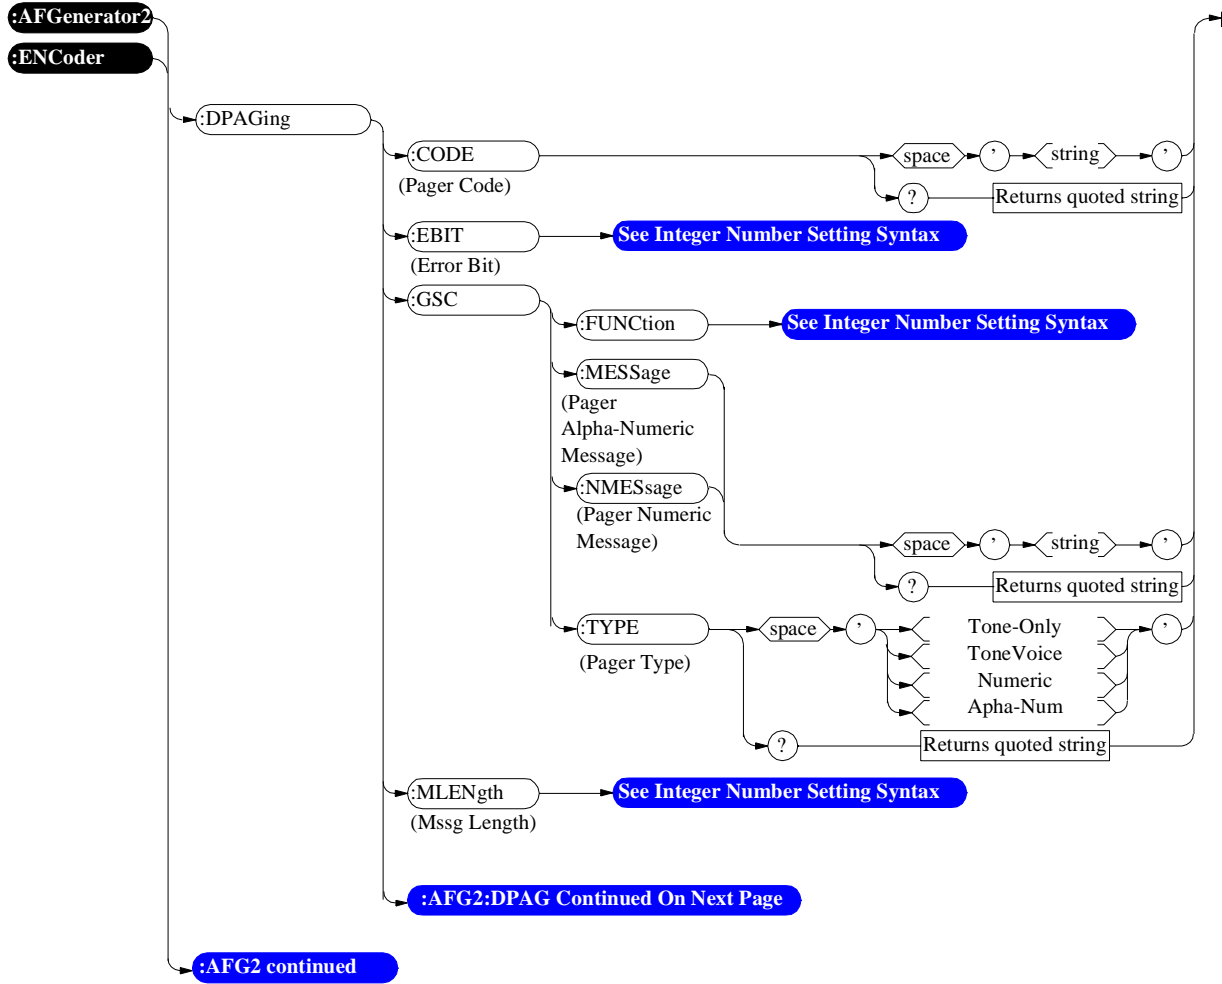 :AFGenerator2
:ENCoder
:DPAGing
:CODE
(Pager Code)
space ’ string ’
? Returns quoted string
:EBIT
(Error Bit)
See Integer Number Setting Syntax
:GSC
:FUNCtion
See Integer Number Setting Syntax
:MESSage
(Pager
Alpha-Numeric
Message)
:NMESsage
(Pager Numeric
Message)
space ’ string ’
? Returns quoted string
:TYPE
(Pager Type)
space ’ Tone-Only ’
ToneVoice
Numeric
Apha-Num
? Returns quoted string
:MLENgth
(Mssg Length)
See Integer Number Setting Syntax
:AFG2:DPAG Continued On Next Page
:AFG2 continued